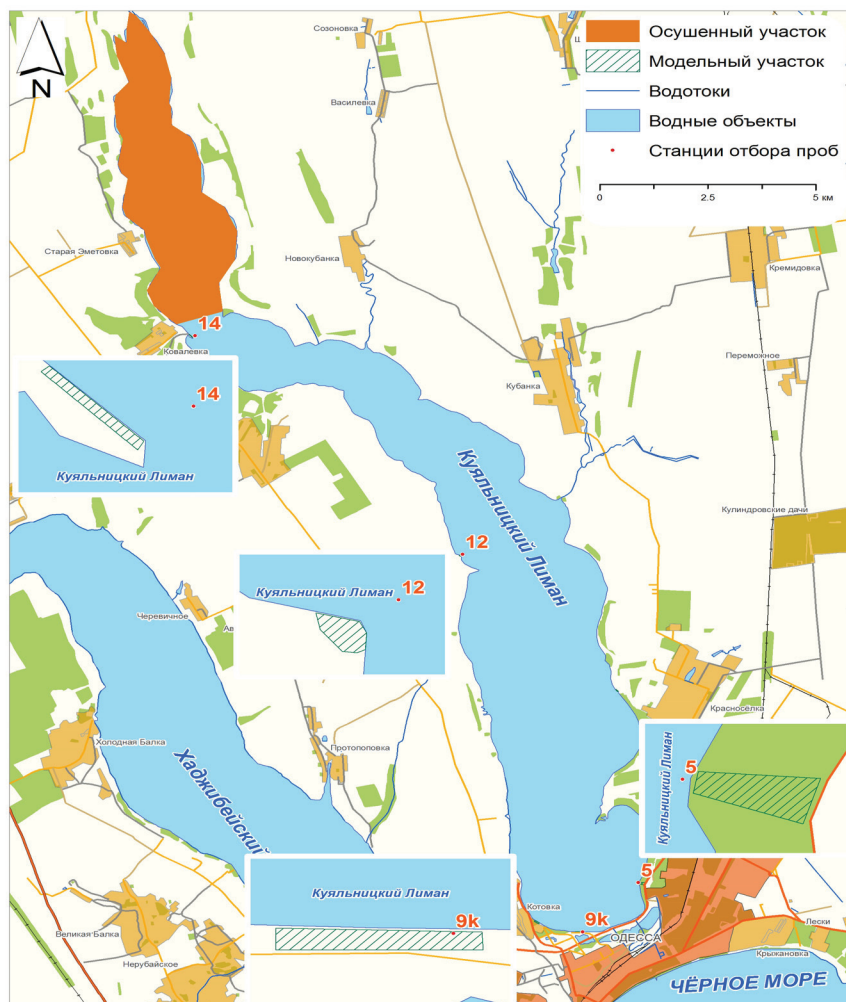 Созоновка
Василевка
N
Осушенный участок
Модельный участок
Водотоки
Водные объекты
Станции отбора проб
0 2.5 5 км
Старая Эметовка
Новокубанка
Кремидовка
14
Ковалевка
Переможное
Кубанка
14
Куяльницкий Лиман
Куяльницкий Лиман
Кулиндровские дачи
12
12
Куяльницкий Лиман
Черевичное
Ав
Красноселка
Холодная Балка
Протополовка
Хаджибейский
5
Куяльницкий Лиман
5
Куяльницкий Лиман
9k
Котовка
9k
ОДЕССА
Лески
Великая Балка
Нерубайское
Крыжановка
ЧЁРНОЕ МОРЕ